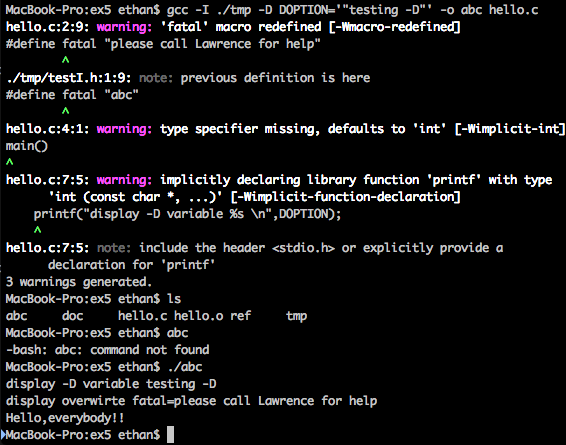 MacBook-Pro:ex5 ethan$ gcc -I ./tmp -D DOPTION='"testing -D"' -o abc hello.c
hello.c:2:9: warning: 'fatal' macro redefined [-Wmacro-redefined]
#define fatal "please call Lawrence for help"
^
./tmp/testI.h:1:9: note: previous definition is here
#define fatal "abc"
^
hello.c:4:1: warning: type specifier missing, defaults to 'int' [-Wimplicit-int]
main()
^
hello.c:7:5: warning: implicitly declaring library function 'printf' with type
'int (const char *, ...)' [-Wimplicit-function-declaration]
printf("display -D variable %s \n",DOPTION);
^
hello.c:7:5: note: include the header <stdio.h> or explicitly provide a
declaration for 'printf'
3 warnings generated.
MacBook-Pro:ex5 ethan$ ls
abc doc hello.c hello.o ref tmp
MacBook-Pro:ex5 ethan$ abc
-bash: abc: command not found
MacBook-Pro:ex5 ethan$ ./abc
display -D variable testing -D
display overwirte fatal=please call Lawrence for help
Hello,everybody!!
MacBook-Pro:ex5 ethan$